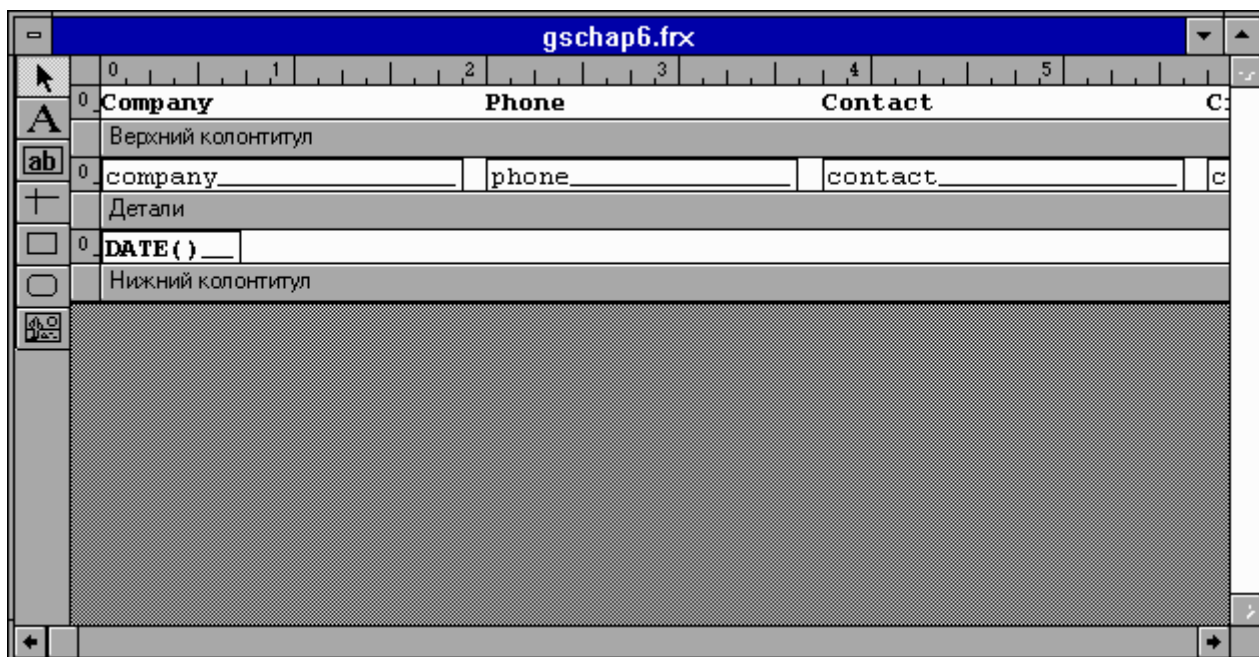 gschap6.frx
0 1 2 3 4 5
0 Company Phone Contact
A
Верхний колонтитул
ab
0 company phone contact c
Детали
0 DATE()
Нижний колонтитул